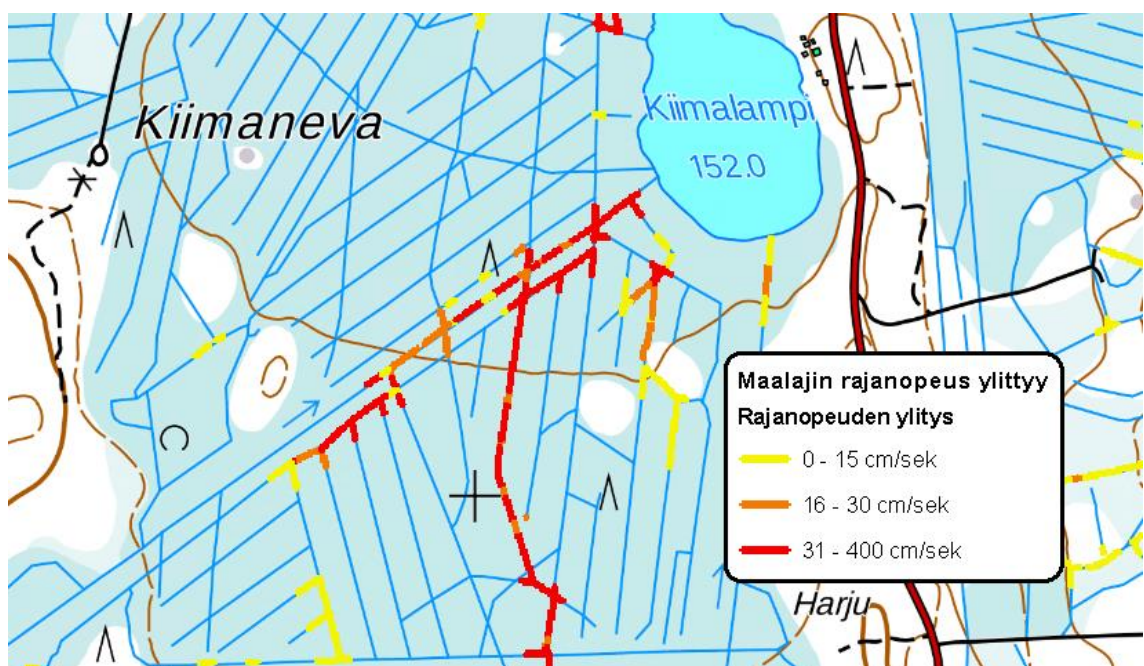 Kiimaneva
Kiimalampi
152.0
Maalajin rajanopeus ylittyy
Rajanopeuden ylitys
0 - 15 cm/sek
16 - 30 cm/sek
31 - 400 cm/sek
Harju